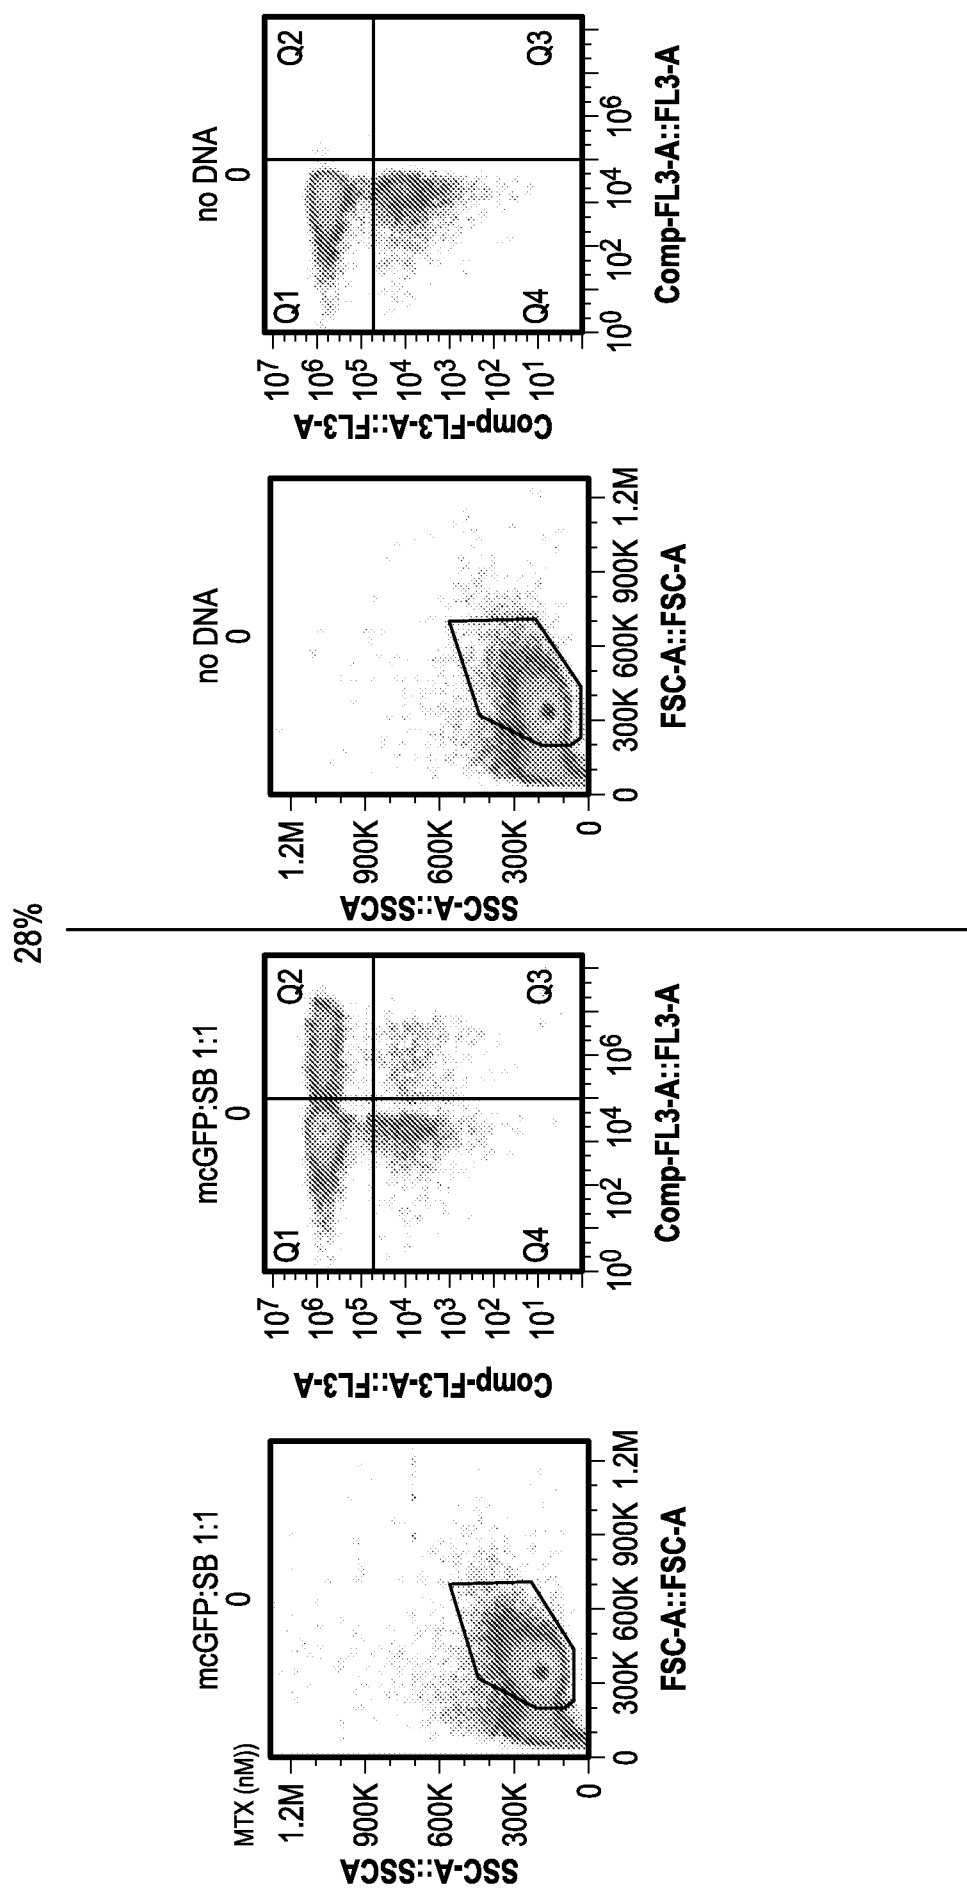 28%
mcGFP:SB 1:1
MTX (nM))
0
SSC-A::SSCA
1.2M
900K
600K
300K
0
0 300K 600K 900K 1.2M
FSC-A::FSC-A
mcGFP:SB 1:1
0
Comp-FL3-A::FL3-A
10⁷
10⁶
10⁵
10⁴
10³
10²
10¹
Q1 Q2
Q4 Q3
10⁰ 10² 10⁴ 10⁶
Comp-FL3-A::FL3-A
no DNA
0
SSC-A::SSCA
1.2M
900K
600K
300K
0
0 300K 600K 900K 1.2M
FSC-A::FSC-A
no DNA
0
Comp-FL3-A::FL3-A
10⁷
10⁶
10⁵
10⁴
10³
10²
10¹
Q1 Q2
Q4 Q3
10⁰ 10² 10⁴ 10⁶
Comp-FL3-A::FL3-A